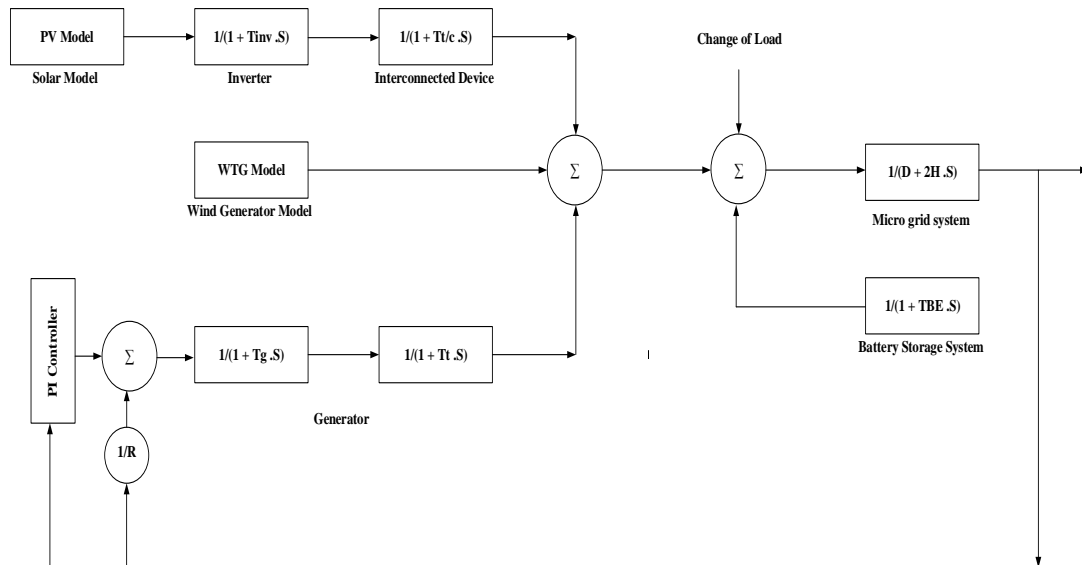 PV Model
Solar Model
1/(1 + Tinv .S)
Inverter
1/(1 + Tt/c .S)
Interconnected Device
Change of Load
WTG Model
Wind Generator Model
Σ
Σ
1/(D + 2H .S)
Micro grid system
1/(1 + TBE .S)
Battery Storage System
PI Controller
Σ
1/(1 + Tg .S)
1/(1 + Tt .S)
Generator
1/R